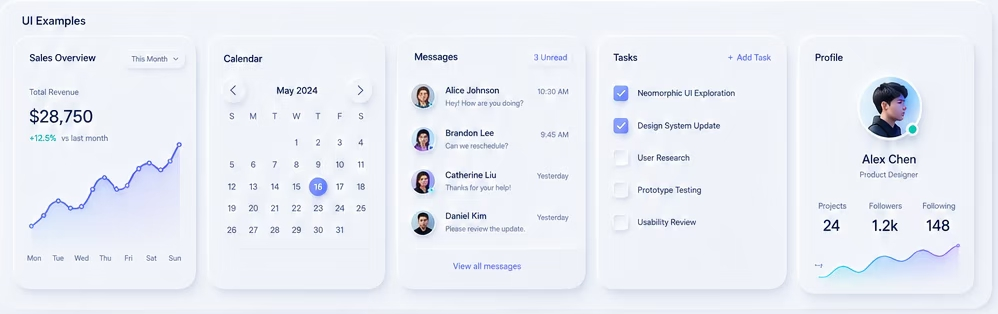 UI Examples
Sales Overview
This Month
Total Revenue
$28,750
+12.5% vs last month
Mon Tue Wed Thu Fri Sat Sun
Calendar
May 2024
S M T W T F S
1 2 3 4
5 6 7 8 9 10 11
12 13 14 15 16 17 18
19 20 21 22 23 24 25
26 27 28 29 30 31
Messages
3 Unread
Alice Johnson 10:30 AM
Hey! How are you doing?
Brandon Lee 9:45 AM
Can we reschedule?
Catherine Liu Yesterday
Thanks for your help!
Daniel Kim Yesterday
Please review the update.
View all messages
Tasks
+ Add Task
Neomorphic UI Exploration
Design System Update
User Research
Prototype Testing
Usability Review
Profile
Alex Chen
Product Designer
Projects Followers Following
24 1.2k 148